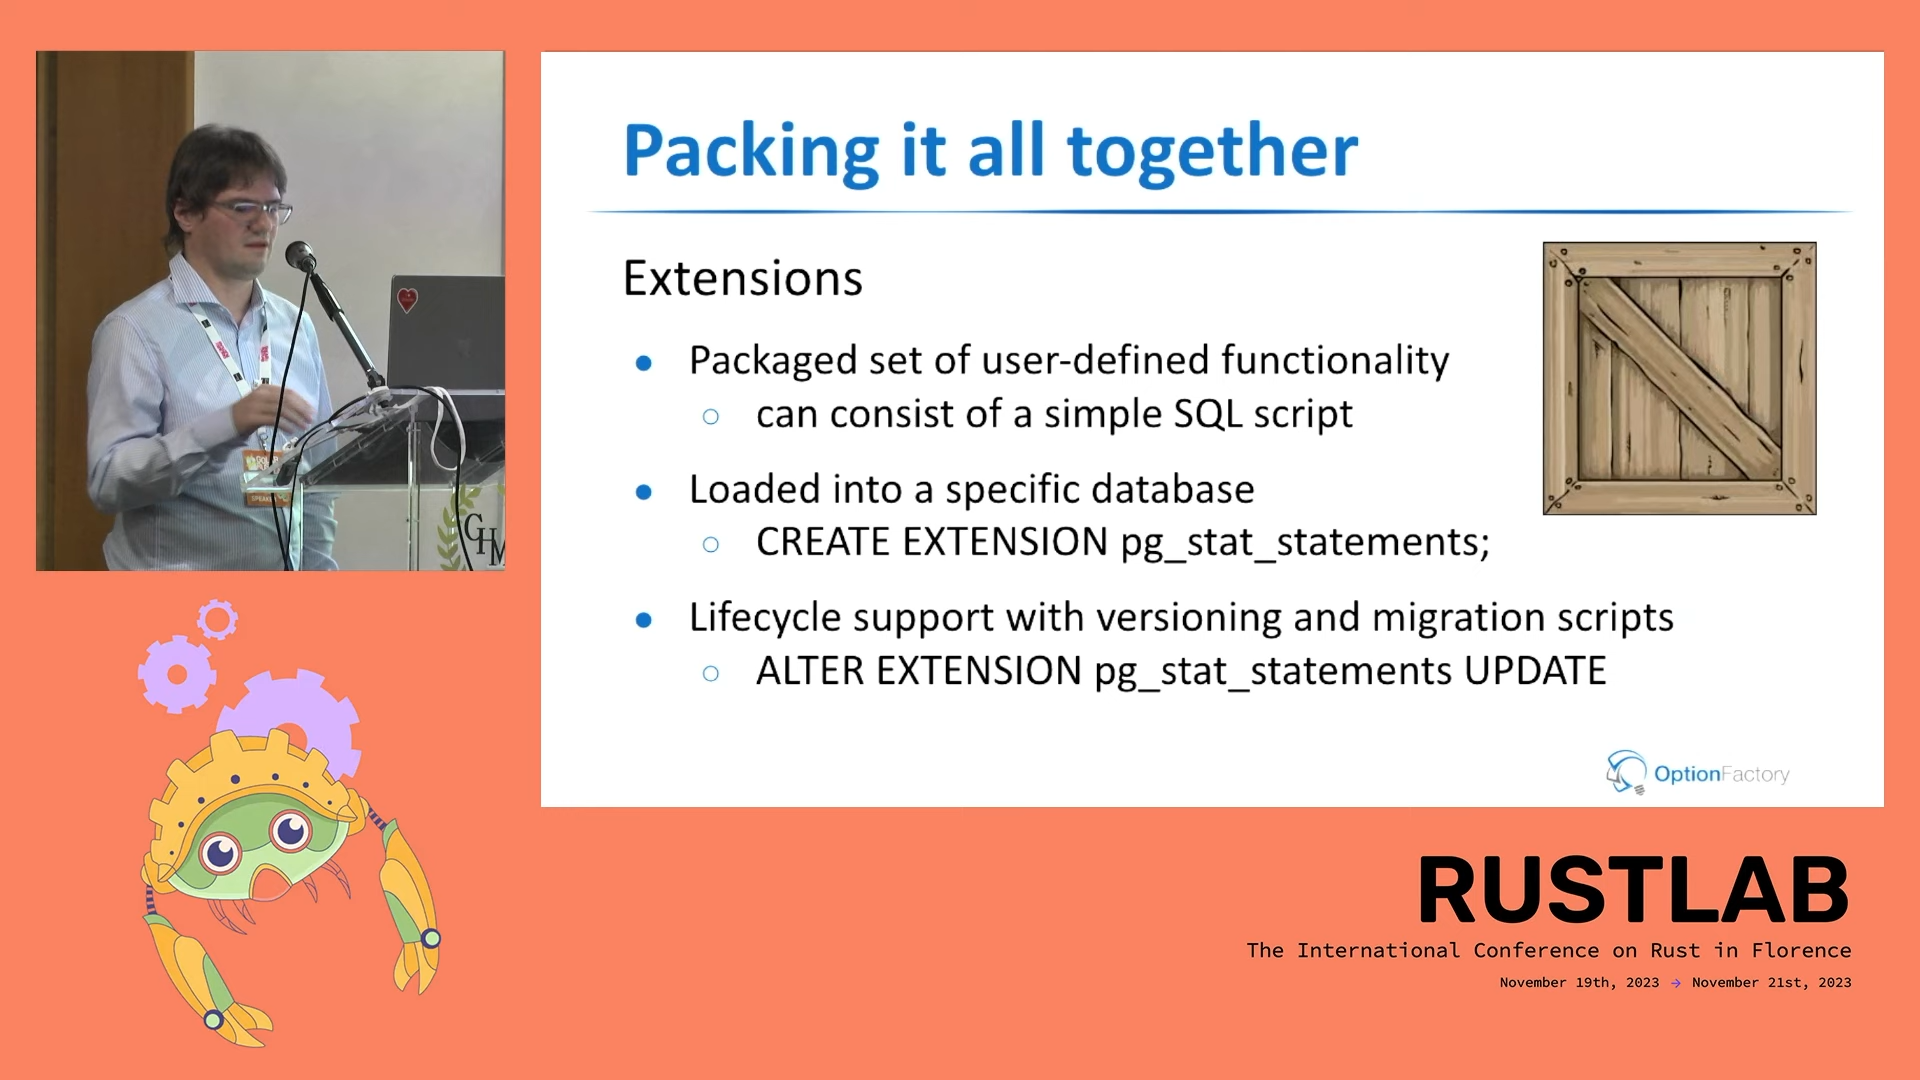 Packing it all together
Extensions
● Packaged set of user-defined functionality
○ can consist of a simple SQL script
● Loaded into a specific database
○ CREATE EXTENSION pg_stat_statements;
● Lifecycle support with versioning and migration scripts
○ ALTER EXTENSION pg_stat_statements UPDATE
OptionFactory
GHM
RUSTLAB
The International Conference on Rust in Florence
November 19th, 2023 → November 21st, 2023